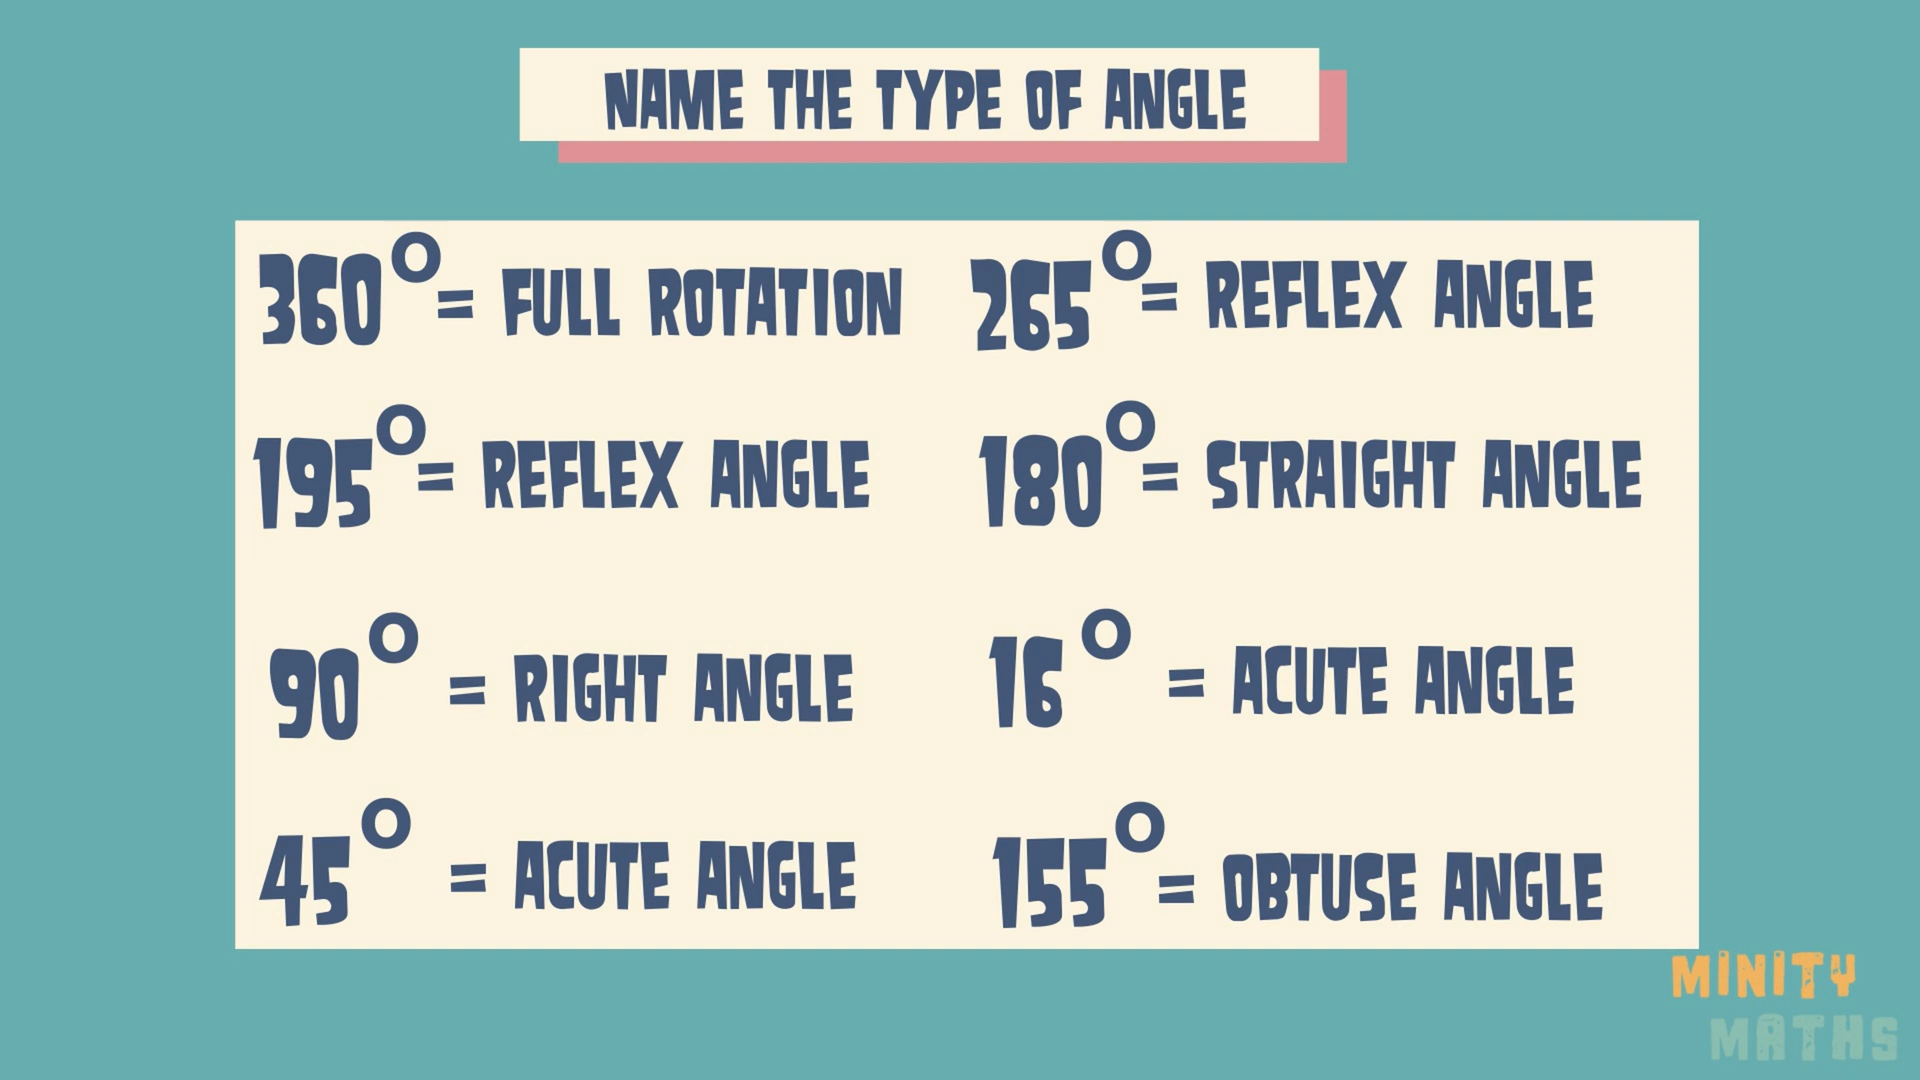 NAME THE TYPE OF ANGLE
360° = FULL ROTATION
265° = REFLEX ANGLE
195° = REFLEX ANGLE
180° = STRAIGHT ANGLE
90° = RIGHT ANGLE
16° = ACUTE ANGLE
45° = ACUTE ANGLE
155° = OBTUSE ANGLE
MINITY
MATHS